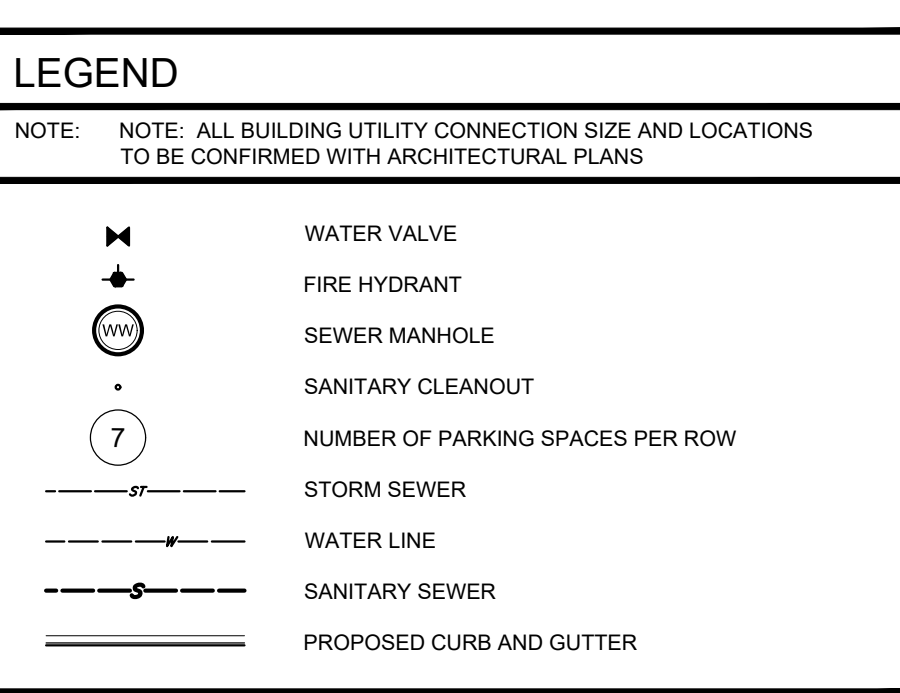 LEGEND
NOTE: NOTE: ALL BUILDING UTILITY CONNECTION SIZE AND LOCATIONS
TO BE CONFIRMED WITH ARCHITECTURAL PLANS
WATER VALVE
FIRE HYDRANT
WW SEWER MANHOLE
SANITARY CLEANOUT
7 NUMBER OF PARKING SPACES PER ROW
ST STORM SEWER
W WATER LINE
S SANITARY SEWER
PROPOSED CURB AND GUTTER